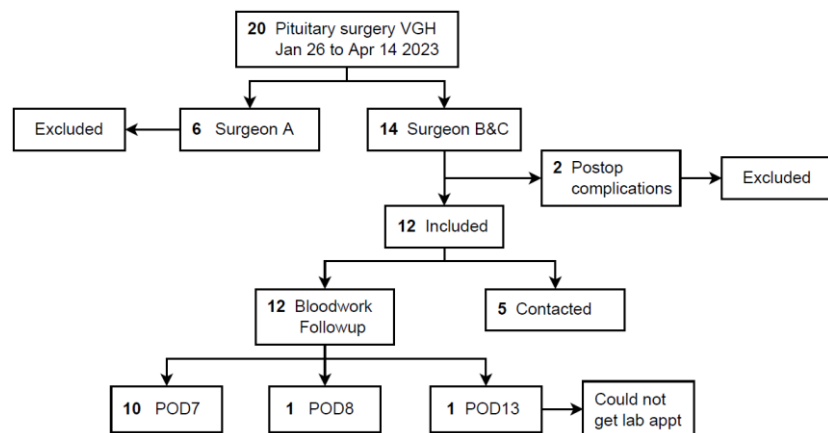 20 Pituitary surgery VGH
Jan 26 to Apr 14 2023
Excluded
6 Surgeon A
14 Surgeon B&C
2 Postop
complications
Excluded
12 Included
12 Bloodwork
Followup
5 Contacted
10 POD7
1 POD8
1 POD13
Could not
get lab appt